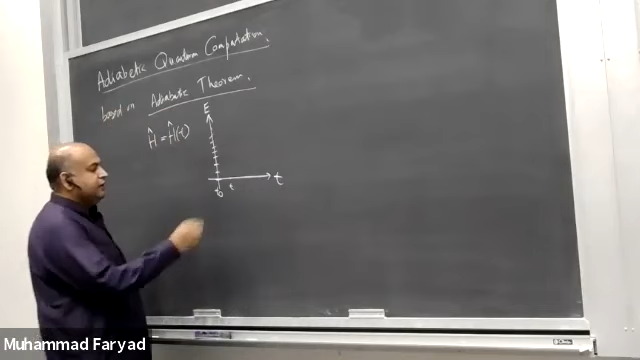 Adiabatic Quantum Computation.
based on Adiabatic Theorem.
E
Ĥ = Ĥ(t)
t
0 t
Muhammad Faryad